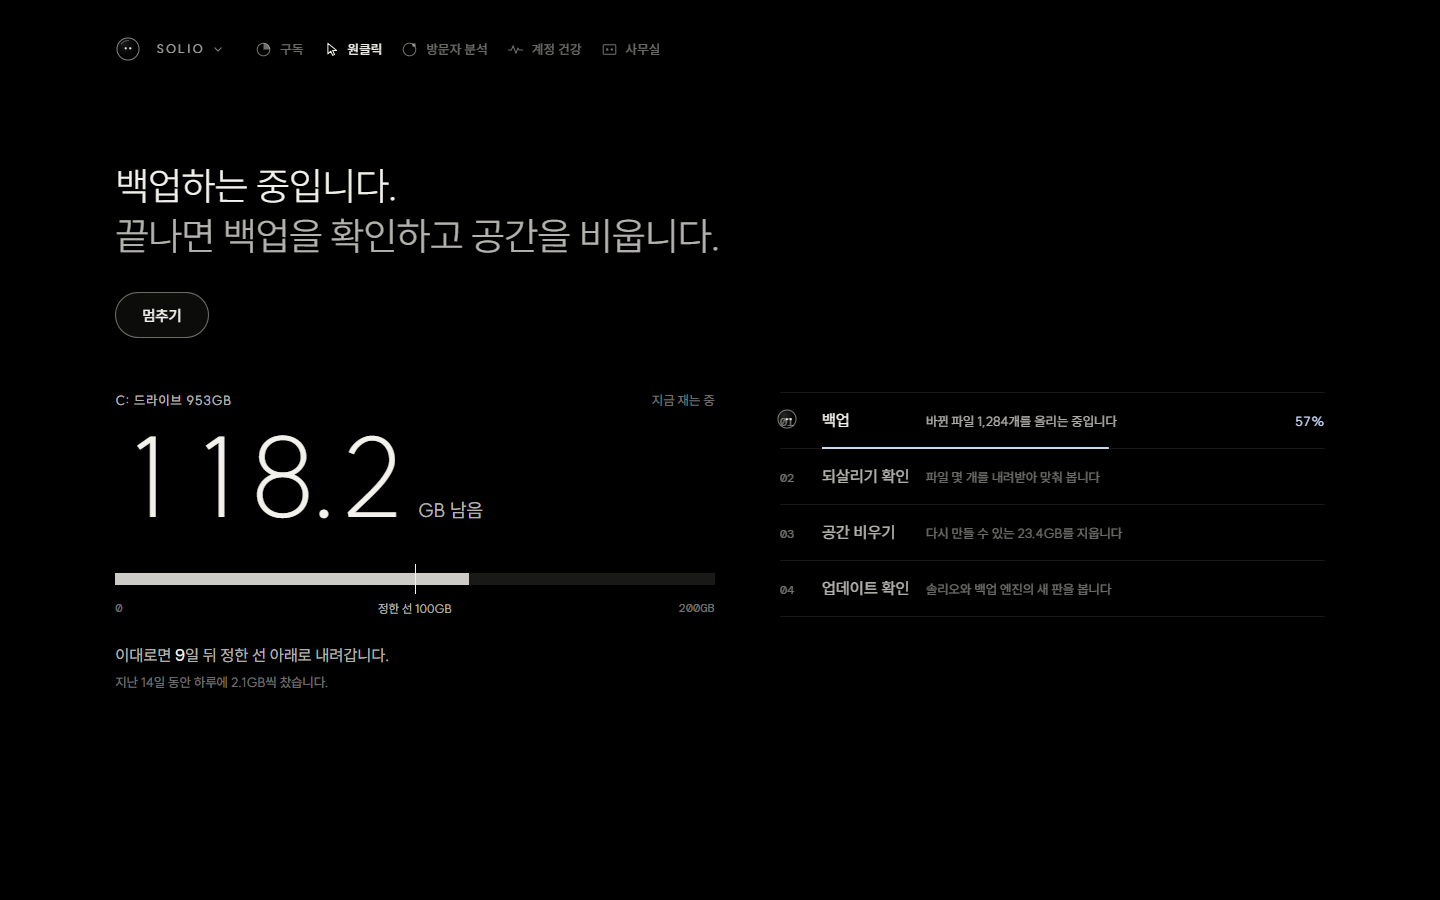 SOLIO
구독
원클릭
방문자 분석
계정 건강
사무실
백업하는 중입니다.
끝나면 백업을 확인하고 공간을 비웁니다.
멈추기
C: 드라이브 953GB
지금 재는 중
118.2 GB 남음
0
정한 선 100GB
200GB
이대로면 9일 뒤 정한 선 아래로 내려갑니다.
지난 14일 동안 하루에 2.1GB씩 찼습니다.
백업 바뀐 파일 1,284개를 올리는 중입니다 57%
02 되살리기 확인 파일 몇 개를 내려받아 맞춰 봅니다
03 공간 비우기 다시 만들 수 있는 23.4GB를 지웁니다
04 업데이트 확인 솔리오와 백업 엔진의 새 판을 봅니다